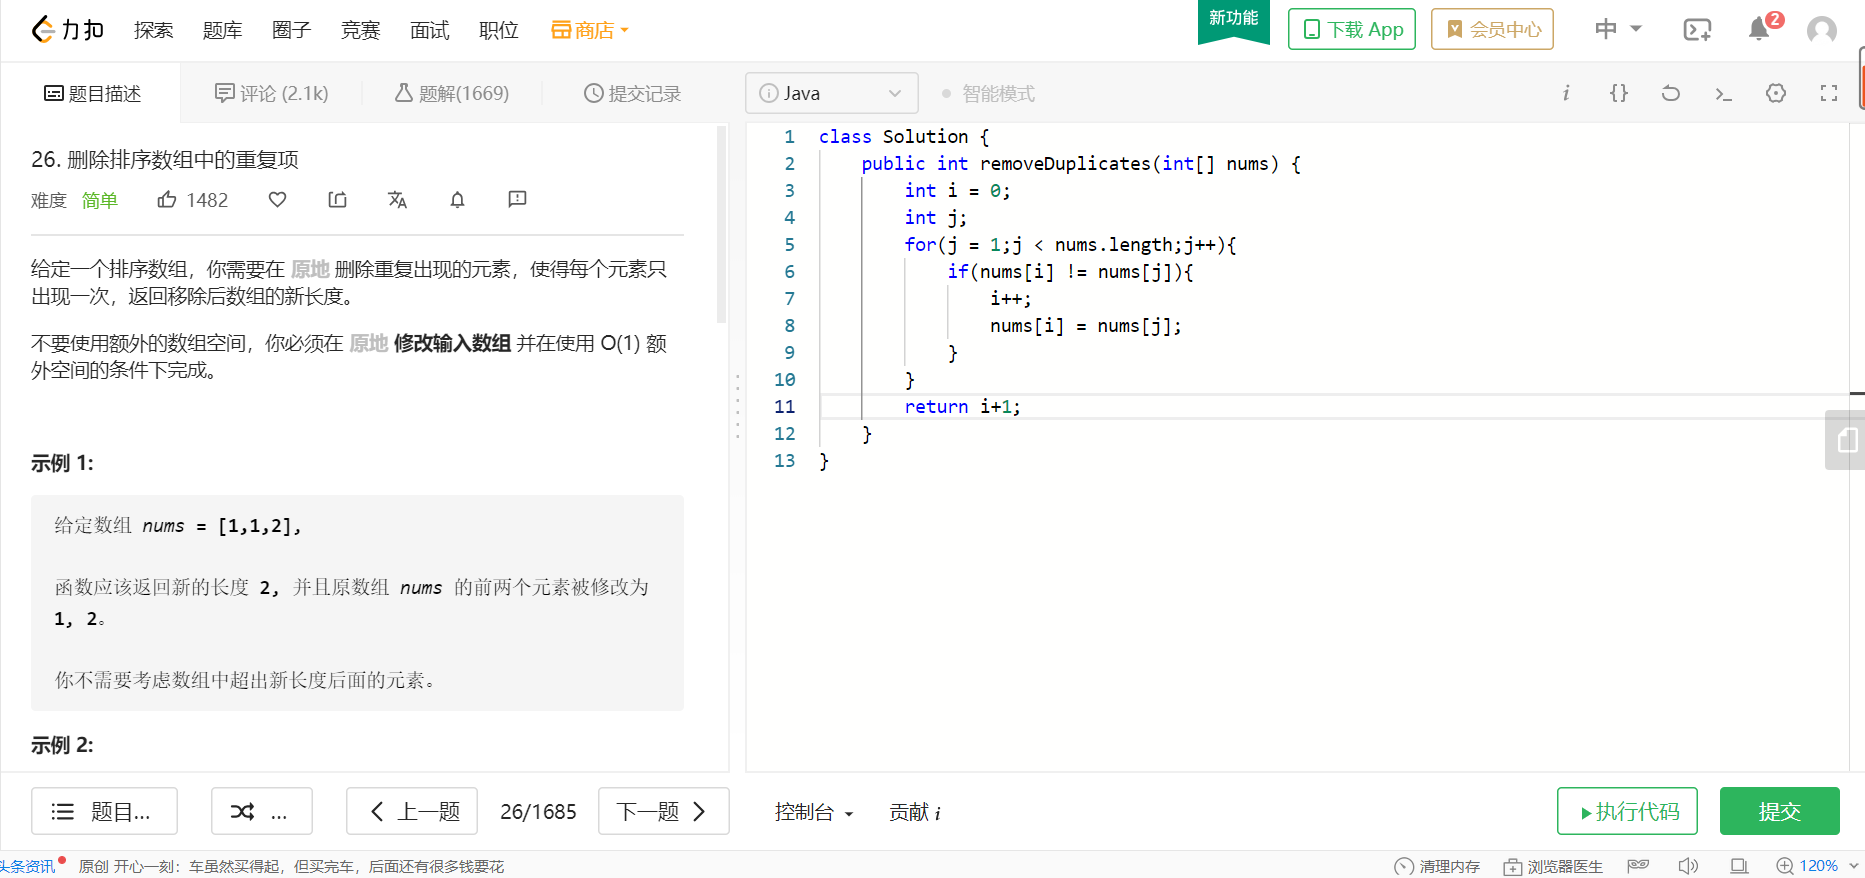 力扣 探索 题库 圈子 竞赛 面试 职位 商店 新功能 下载 App 会员中心 中 2
题目描述 评论 (2.1k) 题解(1669) 提交记录 Java 智能模式 i {}
26. 删除排序数组中的重复项
难度 简单 1482
给定一个排序数组，你需要在 原地 删除重复出现的元素，使得每个元素只
出现一次，返回移除后数组的新长度。
不要使用额外的数组空间，你必须在 原地 修改输入数组 并在使用 O(1) 额
外空间的条件下完成。
示例 1:
给定数组 nums = [1,1,2],
函数应该返回新的长度 2, 并且原数组 nums 的前两个元素被修改为
1, 2。
你不需要考虑数组中超出新长度后面的元素。
示例 2:
1 class Solution {
2 public int removeDuplicates(int[] nums) {
3 int i = 0;
4 int j;
5 for(j = 1;j < nums.length;j++){
6 if(nums[i] != nums[j]){
7 i++;
8 nums[i] = nums[j];
9 }
10 }
11 return i+1;
12 }
13 }
题目... ... 上一题 26/1685 下一题 控制台 贡献 i 执行代码 提交
头条资讯 原创 开心一刻：车虽然买得起，但买完车，后面还有很多钱要花 清理内存 浏览器医生 120%